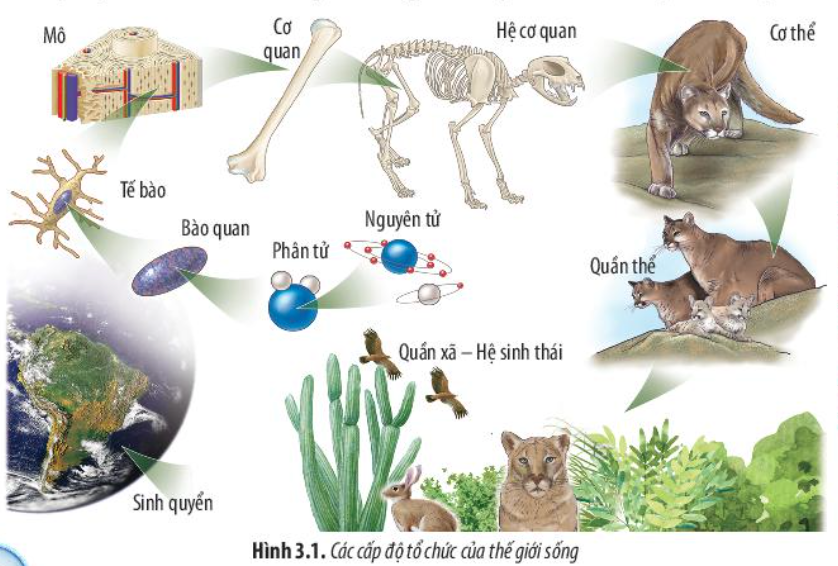 Mô
Cơ
quan
Hệ cơ quan
Cơ thể
Tế bào
Bào quan
Phân tử
Nguyên tử
Quần thể
Quần xã – Hệ sinh thái
Sinh quyển
Hình 3.1. Các cấp độ tổ chức của thế giới sống